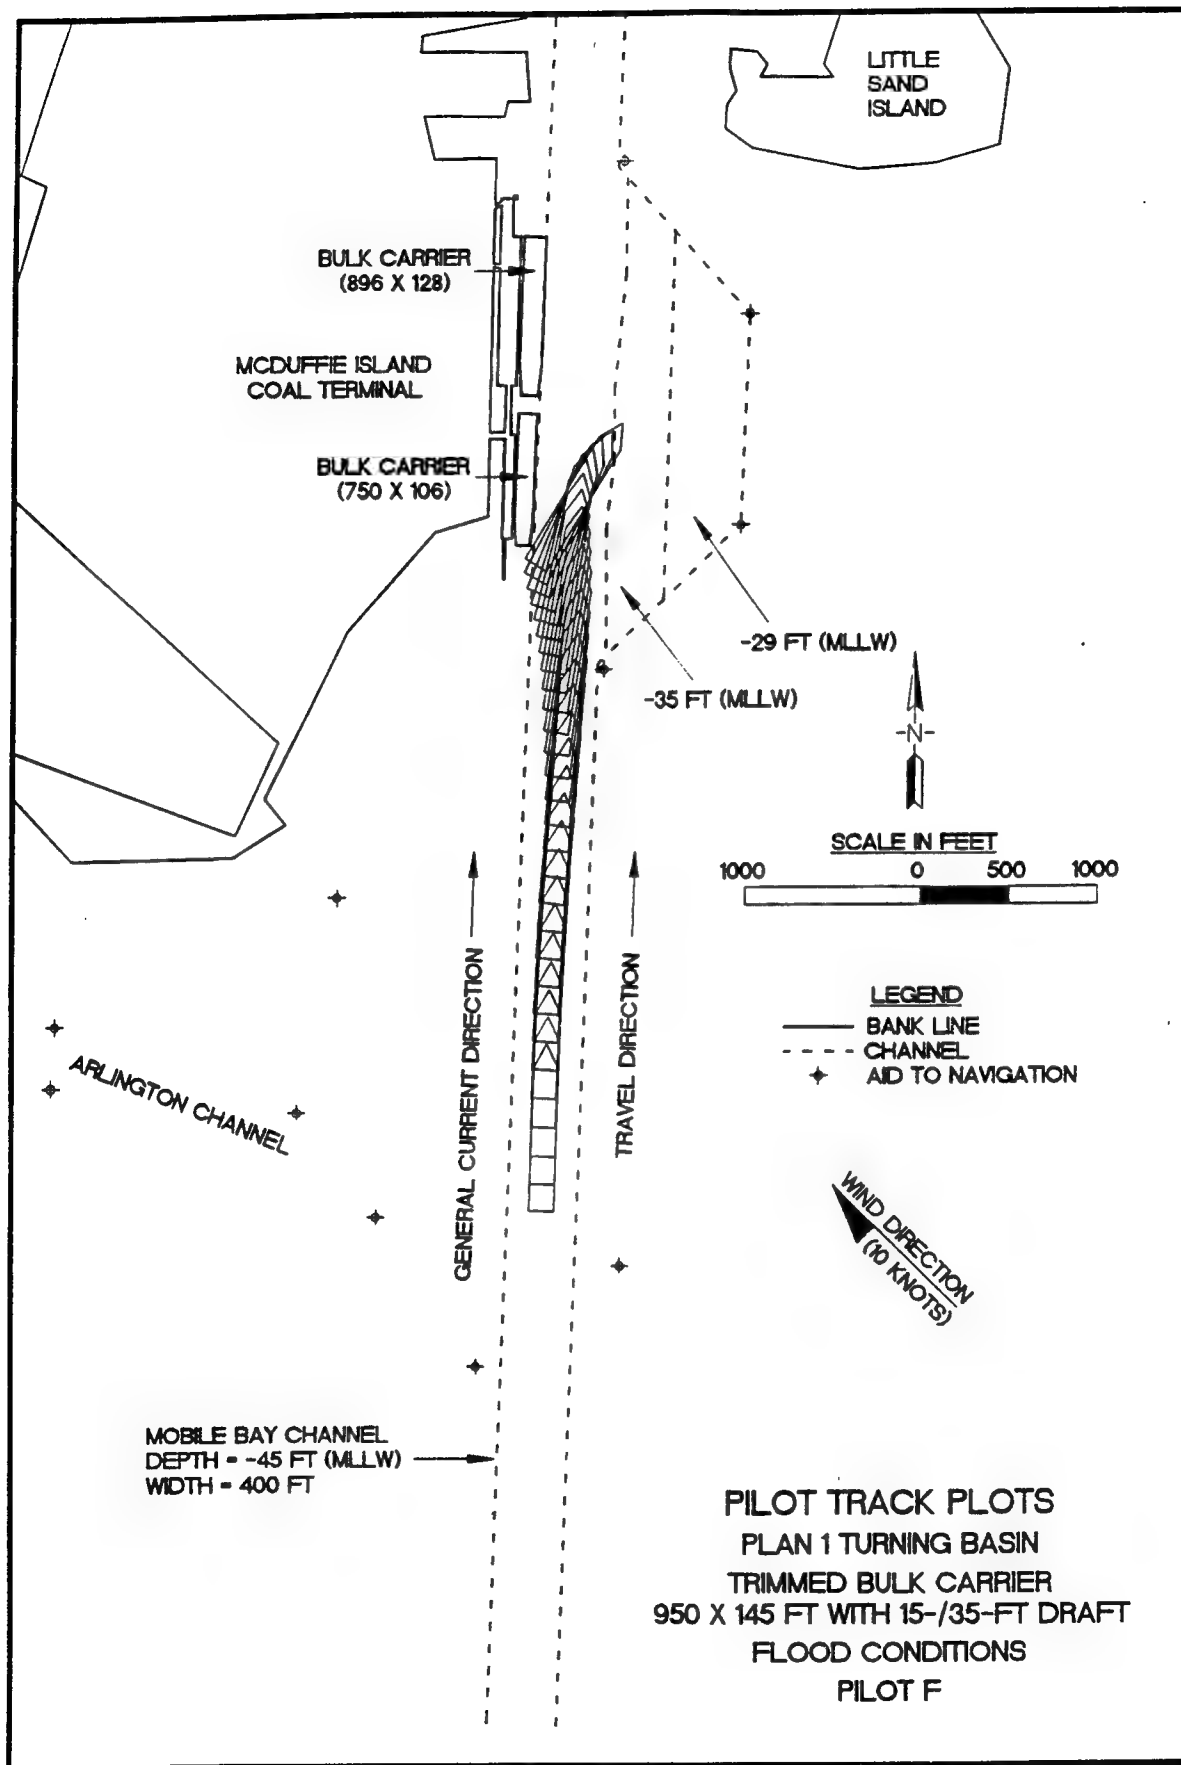 LITTLE
SAND
ISLAND
BULK CARRIER
(896 X 128)
MCDUFFIE ISLAND
COAL TERMINAL
BULK CARRIER
(750 X 106)
-29 FT (MLLW)
-35 FT (MLLW)
-N-
SCALE IN FEET
1000 0 500 1000
GENERAL CURRENT DIRECTION
TRAVEL DIRECTION
LEGEND
BANK LINE
CHANNEL
AID TO NAVIGATION
ARLINGTON CHANNEL
WIND DIRECTION
(10 KNOTS)
MOBILE BAY CHANNEL
DEPTH = -45 FT (MLLW)
WIDTH = 400 FT
PILOT TRACK PLOTS
PLAN 1 TURNING BASIN
TRIMMED BULK CARRIER
950 X 145 FT WITH 15-/35-FT DRAFT
FLOOD CONDITIONS
PILOT F